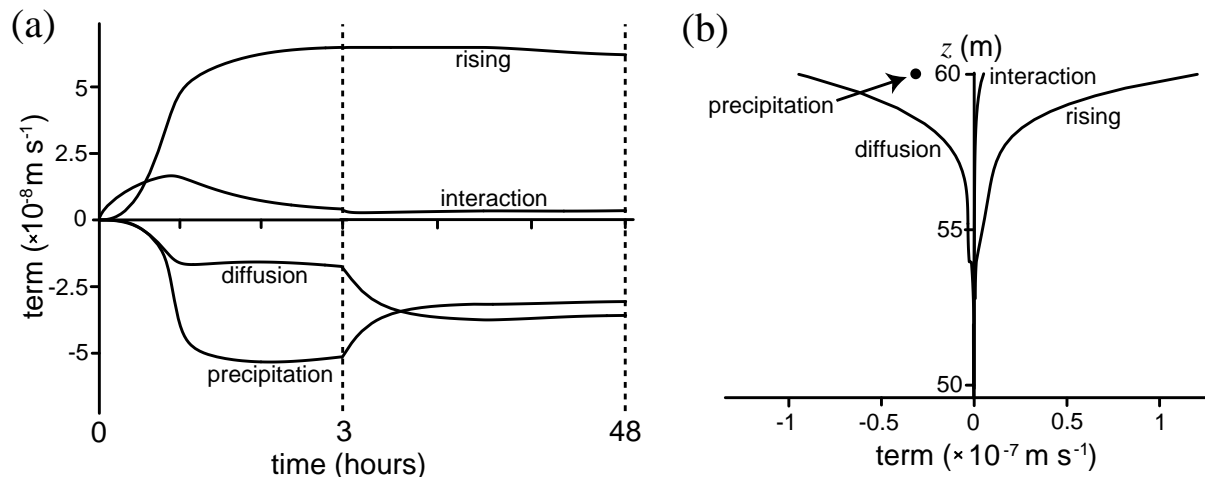 (a)
term (×10⁻⁸ m s⁻¹)
5
2.5
0
-2.5
-5
rising
interaction
diffusion
precipitation
0 3 48
time (hours)
(b)
z (m)
60
interaction
precipitation
rising
diffusion
55
50
-1 -0.5 0 0.5 1
term (× 10⁻⁷ m s⁻¹)